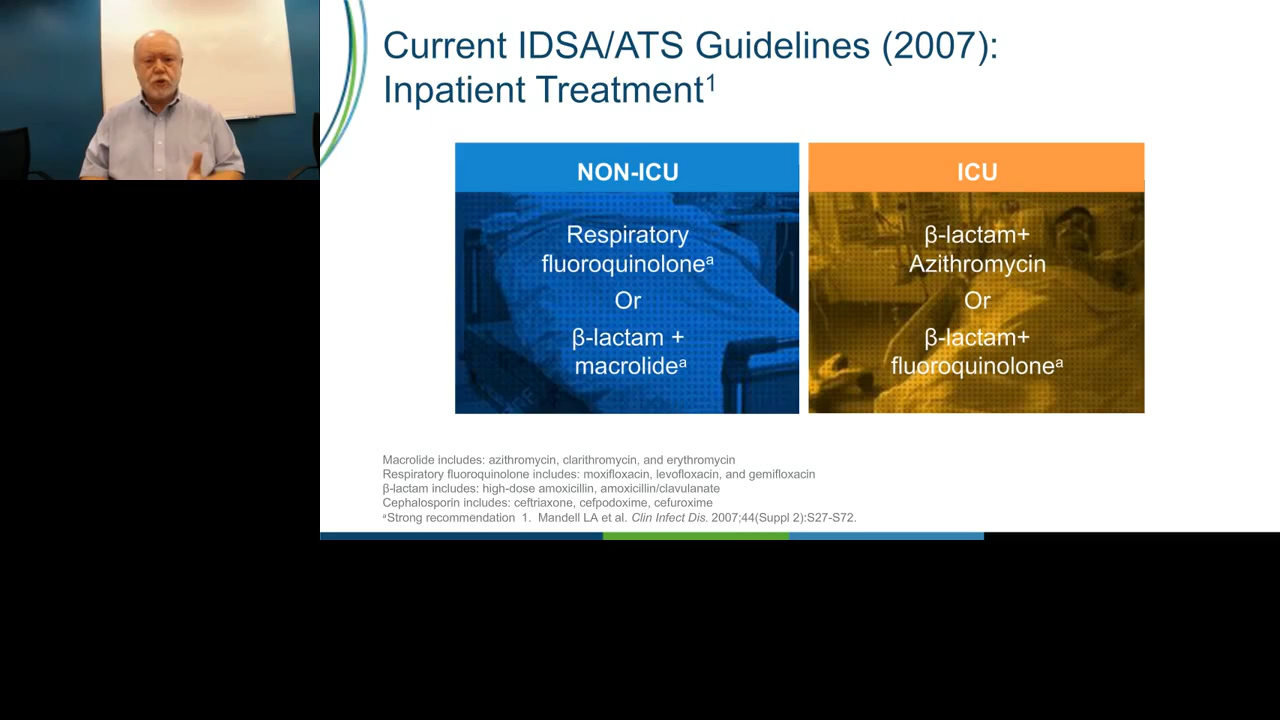 Current IDSA/ATS Guidelines (2007):
Inpatient Treatment¹
NON-ICU
Respiratory
fluoroquinoloneᵃ
Or
β-lactam +
macrolideᵃ
ICU
β-lactam+
Azithromycin
Or
β-lactam+
fluoroquinoloneᵃ
Macrolide includes: azithromycin, clarithromycin, and erythromycin
Respiratory fluoroquinolone includes: moxifloxacin, levofloxacin, and gemifloxacin
β-lactam includes: high-dose amoxicillin, amoxicillin/clavulanate
Cephalosporin includes: ceftriaxone, cefpodoxime, cefuroxime
ᵃStrong recommendation 1. Mandell LA et al. Clin Infect Dis. 2007;44(Suppl 2):S27-S72.